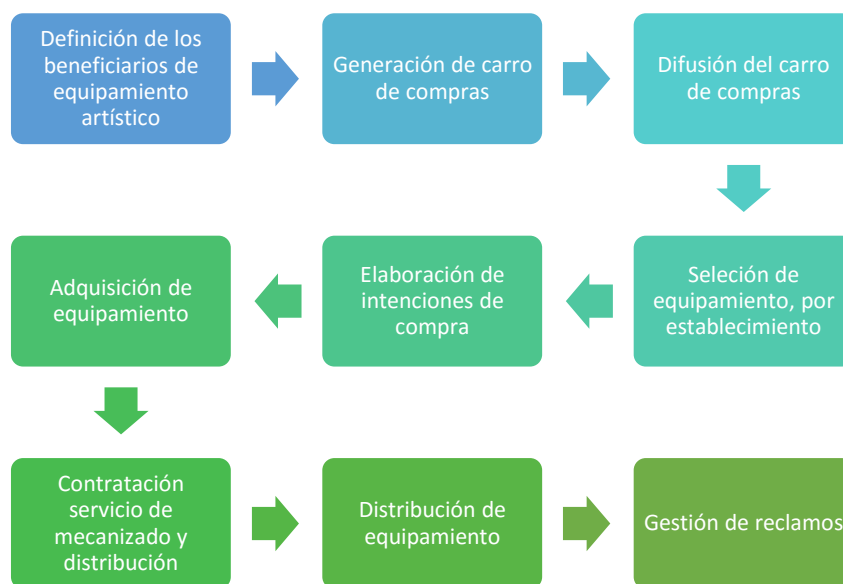 Definición de los
beneficiarios de
equipamiento
artístico
Generación de carro
de compras
Difusión del carro
de compras
Seleción de
equipamiento, por
establecimiento
Elaboración de
intenciones de
compra
Adquisición de
equipamiento
Contratación
servicio de
mecanizado y
distribución
Distribución de
equipamiento
Gestión de reclamos